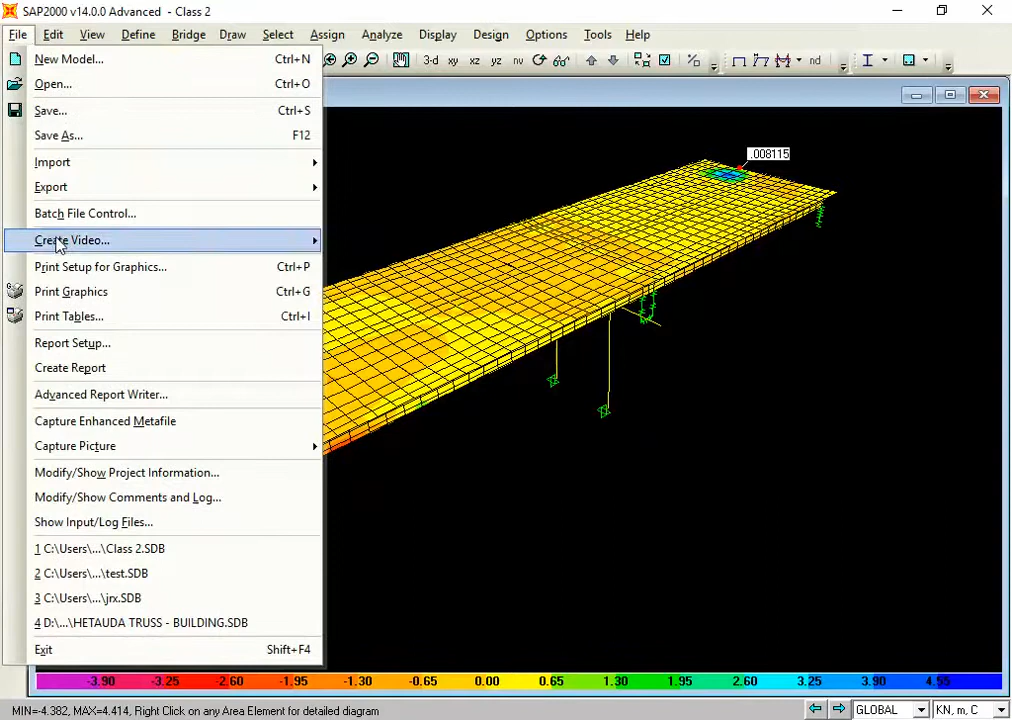 SAP2000 v14.0.0 Advanced - Class 2
File Edit View Define Bridge Draw Select Assign Analyze Display Design Options Tools Help
3-d xy xz yz nv nd
New Model... Ctrl+N
Open... Ctrl+O
Save... Ctrl+S
Save As... F12
Import
Export
Batch File Control...
Create Video...
Print Setup for Graphics... Ctrl+P
Print Graphics Ctrl+G
Print Tables... Ctrl+I
Report Setup...
Create Report
Advanced Report Writer...
Capture Enhanced Metafile
Capture Picture
Modify/Show Project Information...
Modify/Show Comments and Log...
Show Input/Log Files...
1 C:\Users\...\Class 2.SDB
2 C:\Users\...\test.SDB
3 C:\Users\...\jrx.SDB
4 D:\...\HETAUDA TRUSS - BUILDING.SDB
Exit Shift+F4
.008115
-3.90 -3.25 -2.60 -1.95 -1.30 -0.65 0.00 0.65 1.30 1.95 2.60 3.25 3.90 4.55
MIN=-4.382, MAX=4.414, Right Click on any Area Element for detailed diagram
GLOBAL
KN, m, C